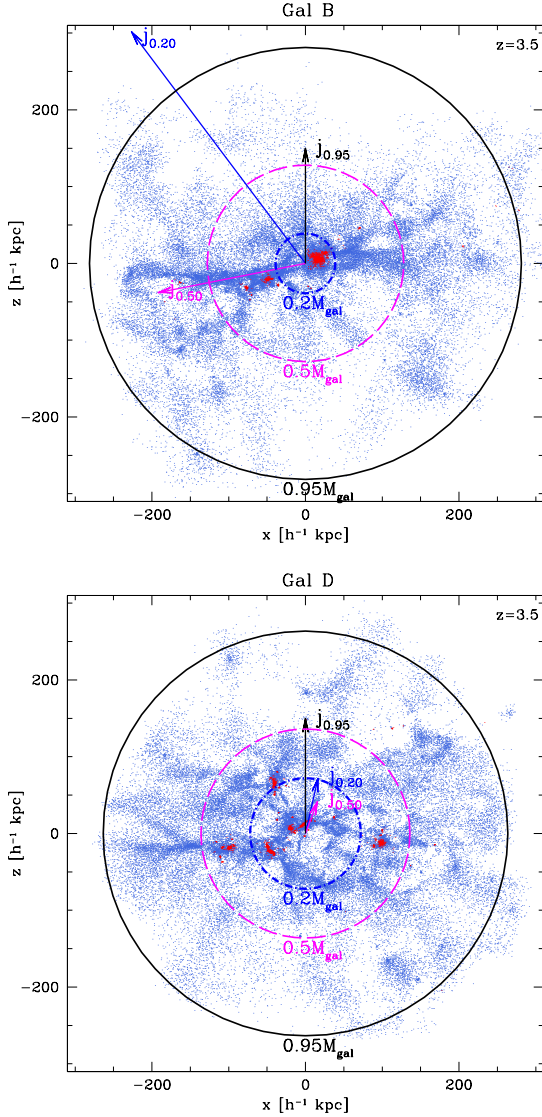 Gal B
j0.20
z=3.5
200
j0.95
z [h⁻¹ kpc]
0
j0.50
0.2Mgal
0.5Mgal
−200
0.95Mgal
−200 0 200
x [h⁻¹ kpc]
Gal D
z=3.5
200
j0.95
j0.20
j0.50
z [h⁻¹ kpc]
0
0.2Mgal
0.5Mgal
−200
0.95Mgal
−200 0 200
x [h⁻¹ kpc]